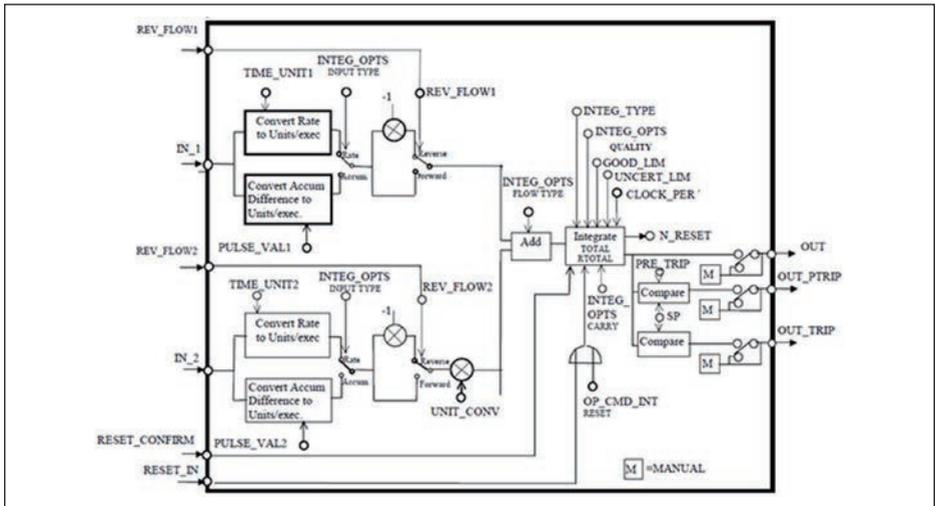 REV_FLOW1
INTEG_OPTS
INPUT TYPE
TIME_UNIT1
REV_FLOW1
-1
Convert Rate
to Units/exec
IN_1
Rate
Accum.
Reverse
Forward
Convert Accum
Difference to
Units/exec.
PULSE_VAL1
INTEG_TYPE
INTEG_OPTS
QUALITY
GOOD_LIM
UNCERT_LIM
CLOCK_PER
INTEG_OPTS
FLOW TYPE
Add
Integrate
TOTAL
RTOTAL
N_RESET
OUT
M
REV_FLOW2
TIME_UNIT2
INTEG_OPTS
INPUT TYPE
REV_FLOW2
-1
PRE_TRIP
Compare
OUT_PTRIP
M
SP
Compare
OUT_TRIP
M
INTEG_
OPTS
CARRY
Convert Rate
to Units/exec
IN_2
Rate
Accum.
Reverse
Forward
Convert Accum
Difference to
Units/exec.
UNIT_CONV
OP_CMD_INT
RESET
PULSE_VAL2
RESET_CONFIRM
RESET_IN
M =MANUAL